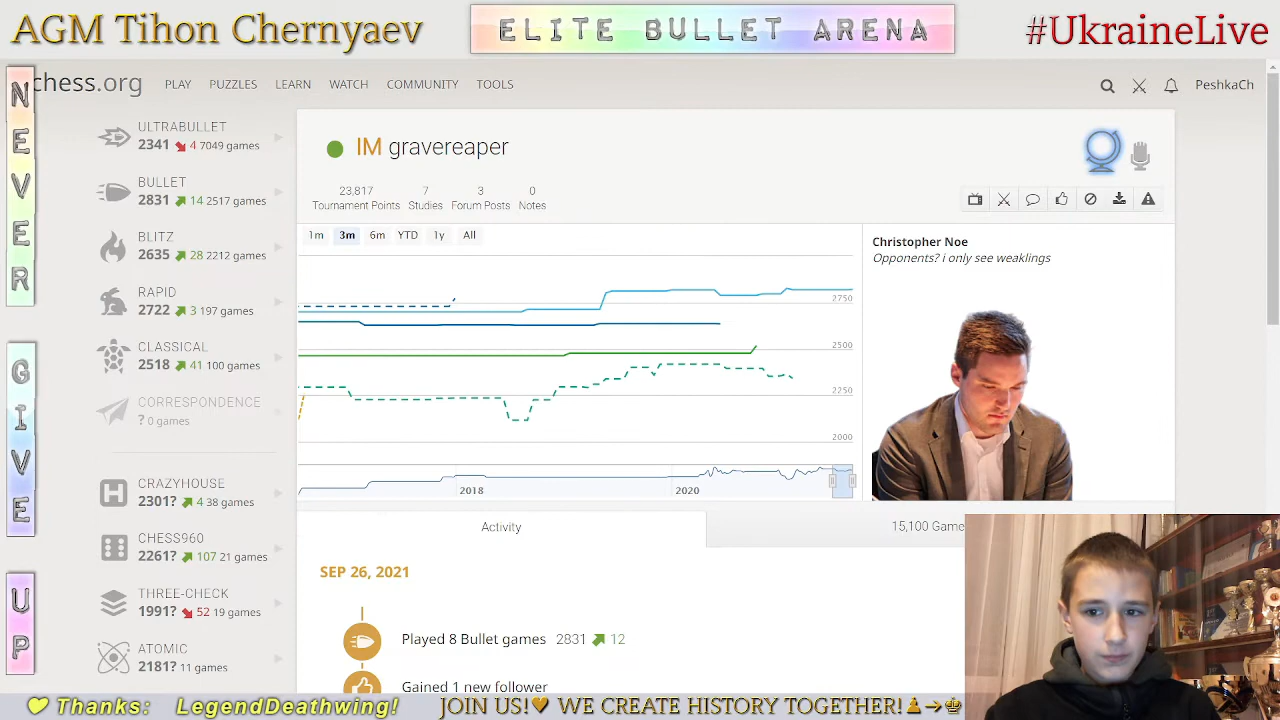 AGM Tihon Chernyaev
ELITE BULLET ARENA
#UkraineLive
NEVER
GIVE
UP
chess.org
PLAY PUZZLES LEARN WATCH COMMUNITY TOOLS
PeshkaCh
ULTRABULLET
2341 4 7049 games
BULLET
2831 14 2517 games
BLITZ
2635 28 2212 games
RAPID
2722 3 197 games
CLASSICAL
2518 41 100 games
CORRESPONDENCE
? 0 games
CRAZYHOUSE
2301? 4 38 games
CHESS960
2261? 107 21 games
THREE-CHECK
1991? 52 19 games
ATOMIC
2181? 11 games
IM gravereaper
23,817 7 3 0
Tournament Points Studies Forum Posts Notes
1m 3m 6m YTD 1y All
2750
2500
2250
2000
2018 2020
Christopher Noe
Opponents? i only see weaklings
Activity
15,100 Game
SEP 26, 2021
Played 8 Bullet games 2831 12
Gained 1 new follower
Thanks: LegendDeathwing!
JOIN US! WE CREATE HISTORY TOGETHER!